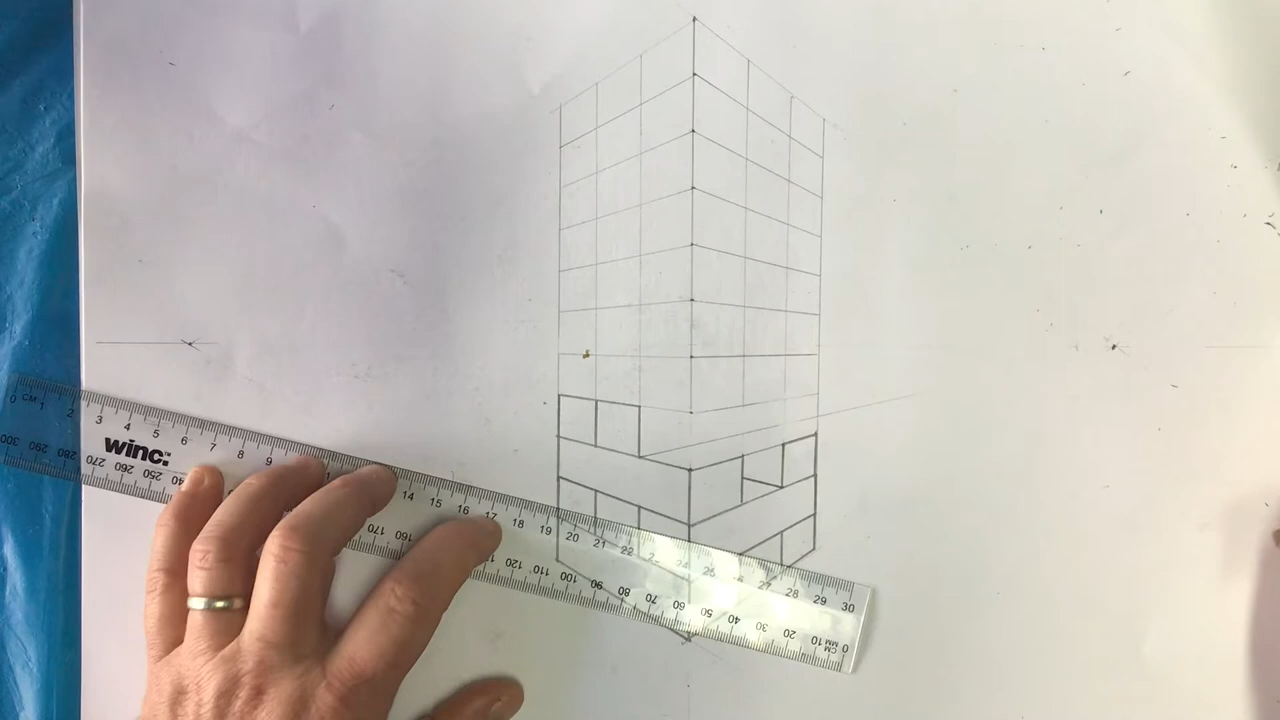 0 CM 1 2 3 4 5 6 7 8 9 14 15 16 17 18 19 20 21 22 24 25 27 28 29 30
winc.
300 290 280 270 260 250 170 160 120 110 100 90 80 70 60 50 40 30 20 10 0
CM
MM